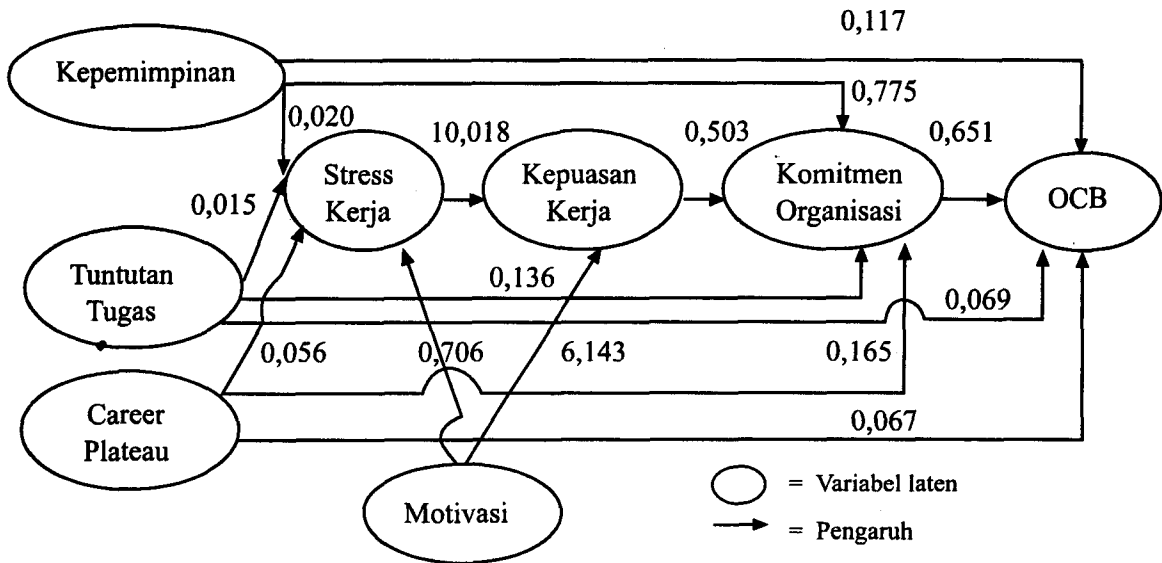 0,117
Kepemimpinan
0,775
0,020
10,018
0,503
0,651
Stress
Kerja
Kepuasan
Kerja
Komitmen
Organisasi
OCB
0,015
Tuntutan
Tugas
0,136
0,069
0,056
0,706
6,143
0,165
Career
Plateau
0,067
Motivasi
= Variabel laten
= Pengaruh